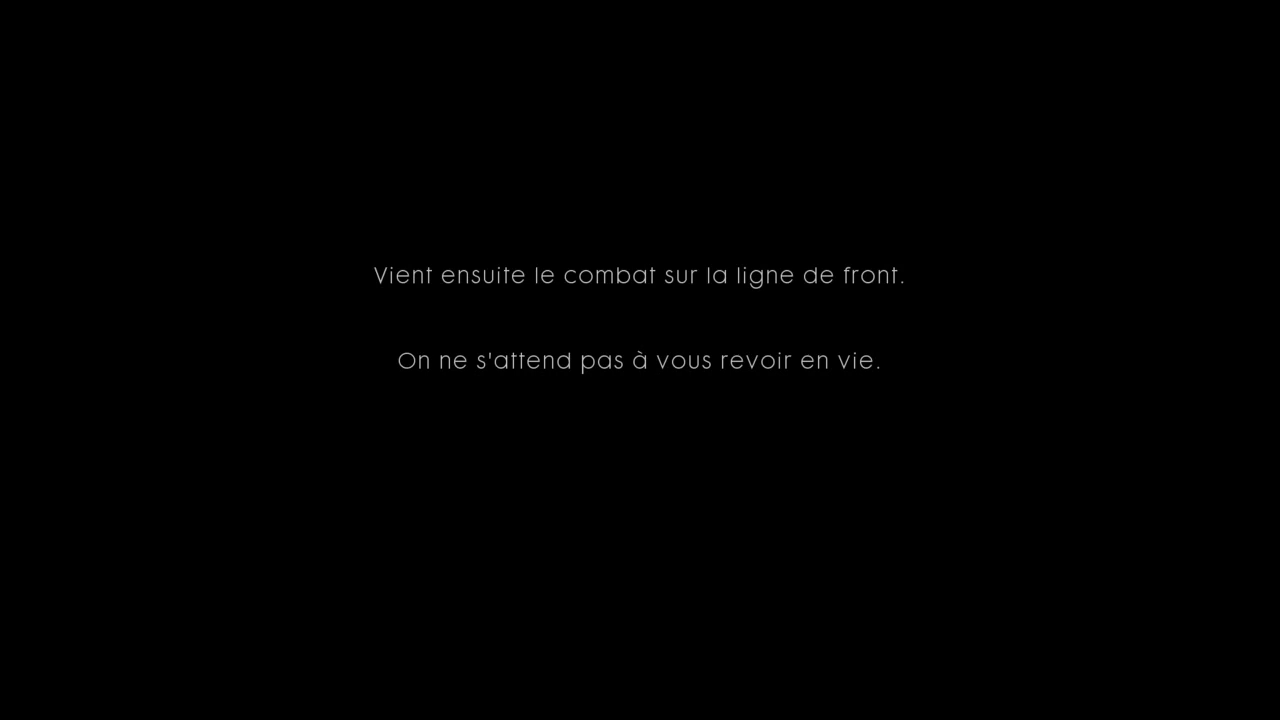 Vient ensuite le combat sur la ligne de front.
On ne s'attend pas à vous revoir en vie.